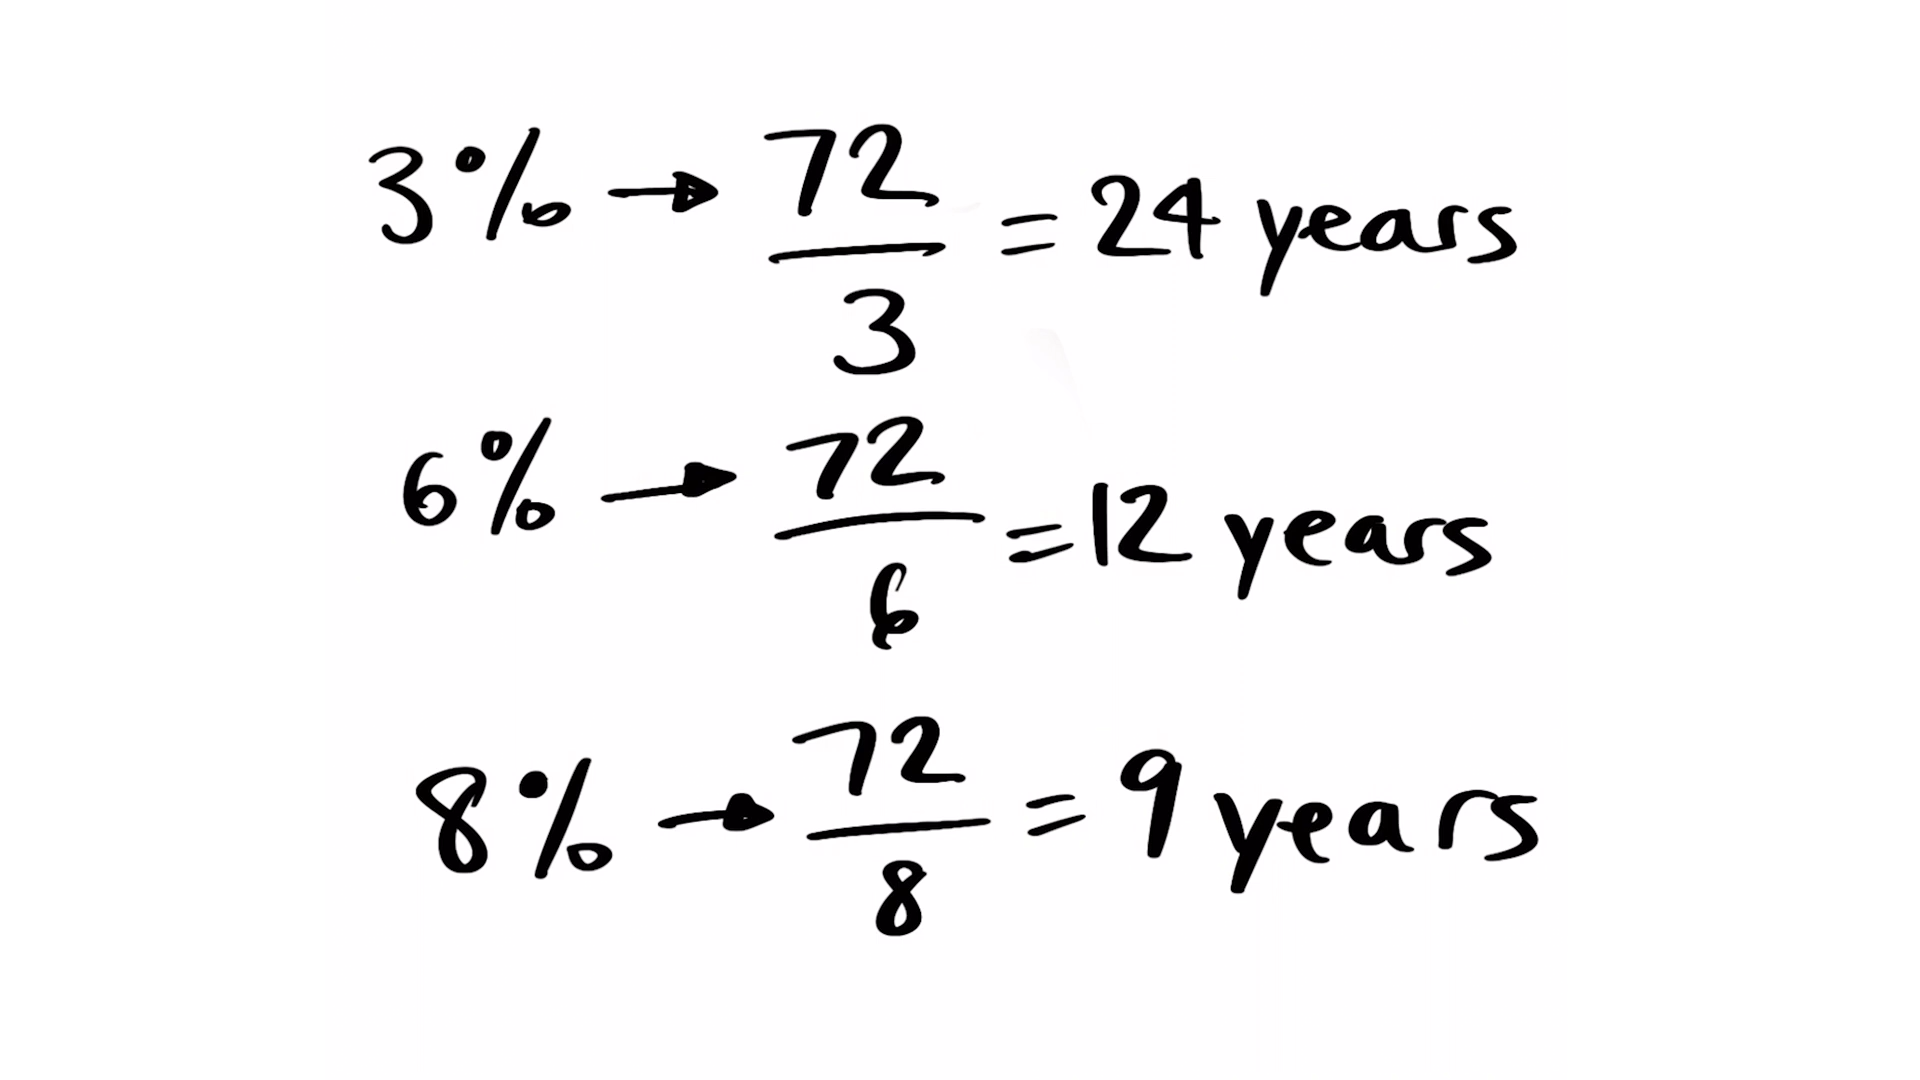 3% → 72/3 = 24 years
6% → 72/6 = 12 years
8% → 72/8 = 9 years